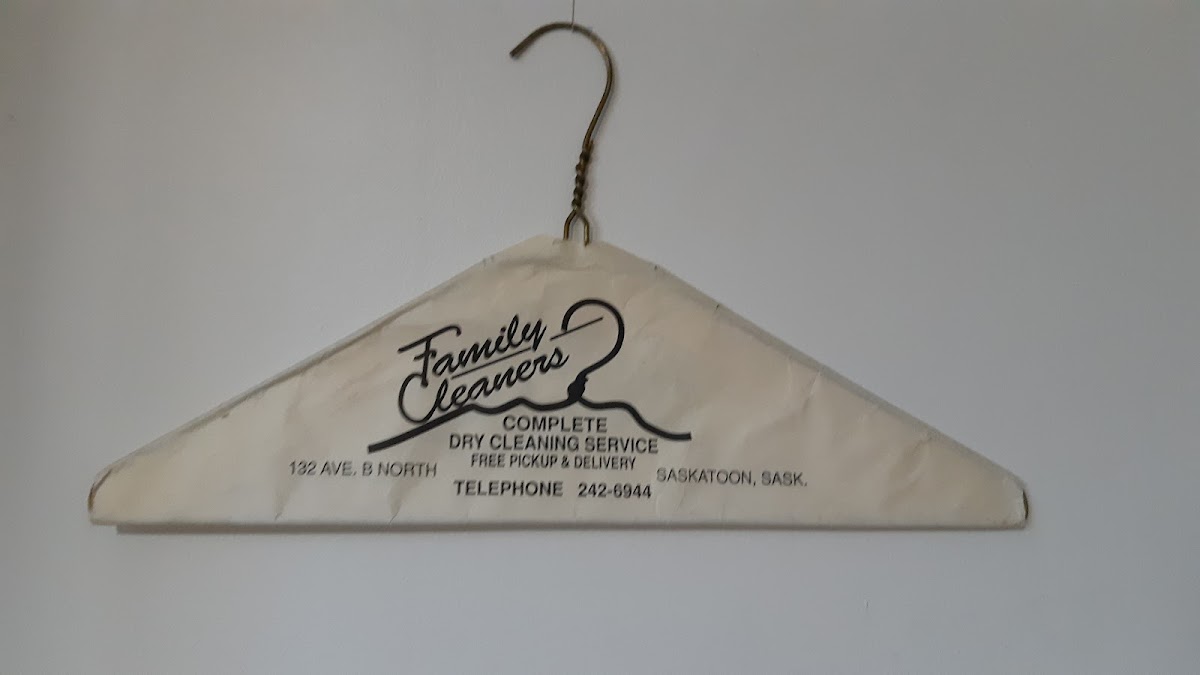 Family
Cleaners
COMPLETE
DRY CLEANING SERVICE
FREE PICKUP & DELIVERY
132 AVE. B NORTH
SASKATOON, SASK.
TELEPHONE 242-6944